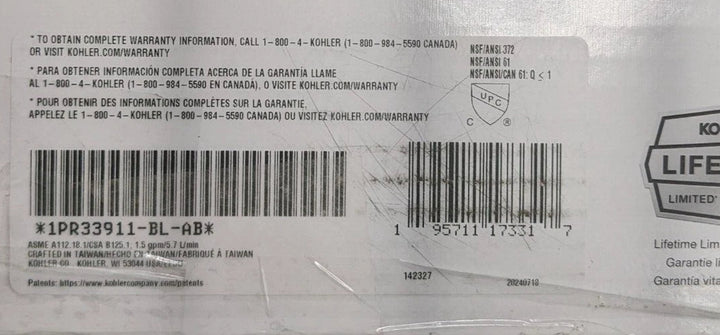 * TO OBTAIN COMPLETE WARRANTY INFORMATION, CALL 1-800-4-KOHLER (1-800-984-5590 CANADA)
OR VISIT KOHLER.COM/WARRANTY
* PARA OBTENER INFORMACIÓN COMPLETA ACERCA DE LA GARANTÍA LLAME
AL 1-800-4-KOHLER (1-800-984-5590 EN CANADÁ), O VISITE KOHLER.COM/WARRANTY
* POUR OBTENIR DES INFORMATIONS COMPLÉTES SUR LA GARANTIE,
APPELEZ LE 1-800-4-KOHLER (1-800-984-5590 CANADA) OU VISITEZ KOHLER.COM/WARRANTY
NSF/ANSI 372
NSF/ANSI 61
NSF/ANSI/CAN 61: Q ≤ 1
UPC
C ®
*1PR33911-BL-AB*
ASME A112.18.1/CSA B125.1, 1.5 gpm/5.7 L/min
CRAFTED IN TAIWAN/HECHO EN TAIWAN/FABRIQUÉ À TAIWAN
KOHLER CO. KOHLER, WI 53044 USA/EEUU
Patents: https://www.kohlercompany.com/patents
1 95711 17331 7
142327
20240718
KO
LIFE
LIMITED
Lifetime Lim
Garantie li
Garantía vita